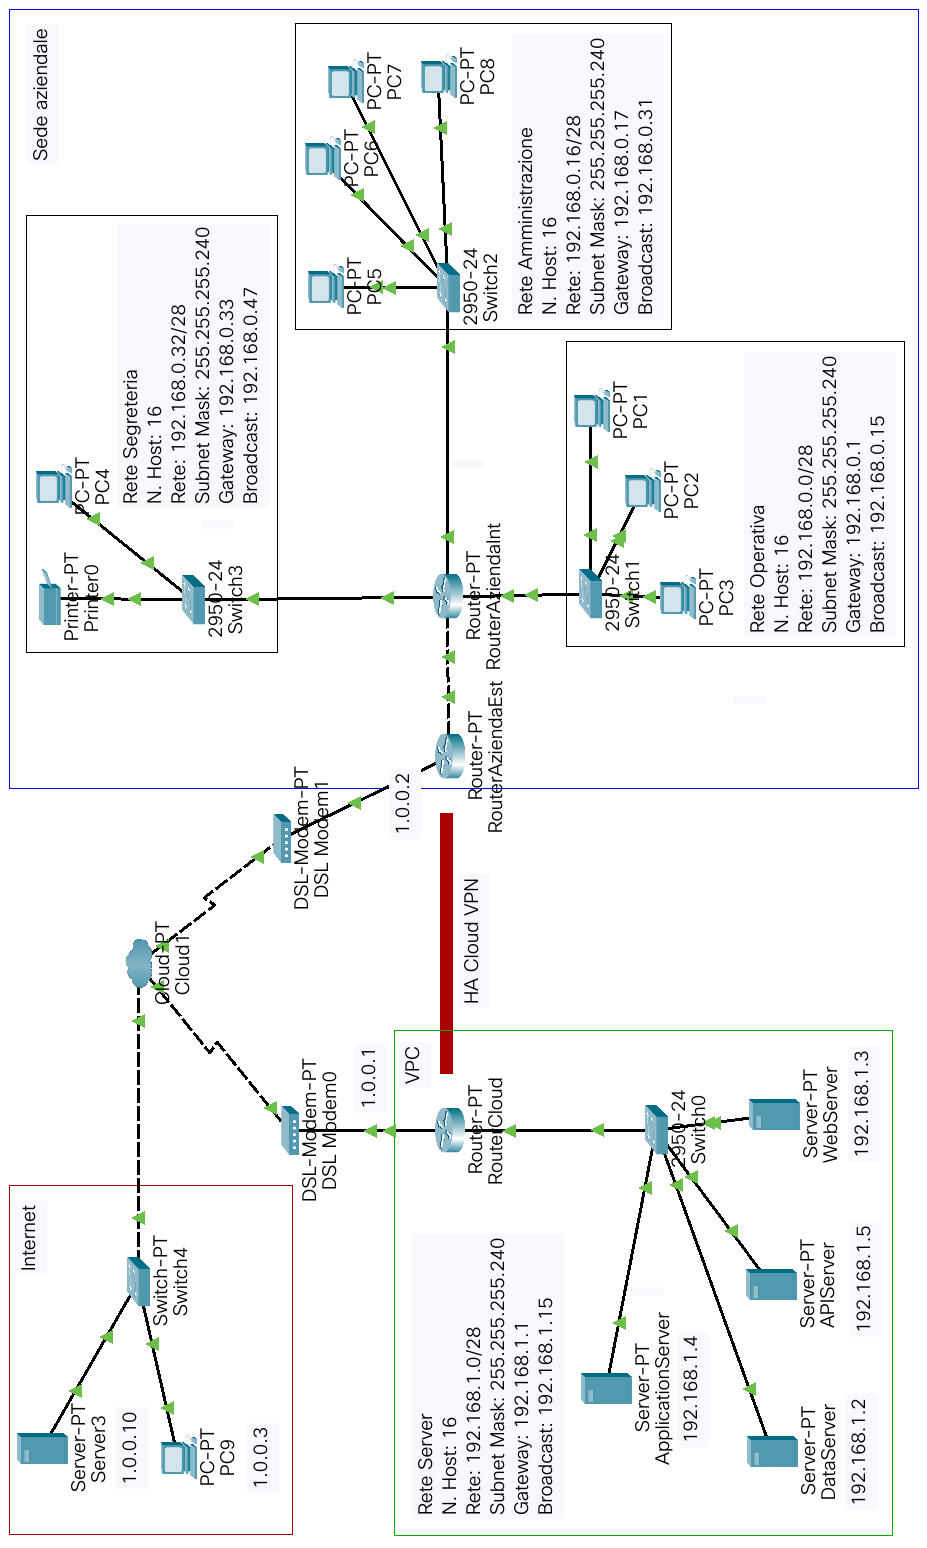 Internet
Server-PT
Server3
1.0.0.10
PC-PT
PC9
1.0.0.3
Switch-PT
Switch4
Cloud-PT
Cloud1
DSL-Modem-PT
DSL Modem0
1.0.0.1
DSL-Modem-PT
DSL Modem1
1.0.0.2
HA Cloud VPN
VPC
Router-PT
RouterCloud
Rete Server
N. Host: 16
Rete: 192.168.1.0/28
Subnet Mask: 255.255.255.240
Gateway: 192.168.1.1
Broadcast: 192.168.1.15
2950-24
Switch0
Server-PT
ApplicationServer
192.168.1.4
Server-PT
DataServer
192.168.1.2
Server-PT
APIServer
192.168.1.5
Server-PT
WebServer
192.168.1.3
Sede aziendale
Router-PT
RouterAziendaEst
Router-PT
RouterAziendaInt
Printer-PT
Printer0
PC-PT
PC4
2950-24
Switch3
Rete Segreteria
N. Host: 16
Rete: 192.168.0.32/28
Subnet Mask: 255.255.255.240
Gateway: 192.168.0.33
Broadcast: 192.168.0.47
PC-PT
PC5
PC-PT
PC6
PC-PT
PC7
PC-PT
PC8
2950-24
Switch2
Rete Amministrazione
N. Host: 16
Rete: 192.168.0.16/28
Subnet Mask: 255.255.255.240
Gateway: 192.168.0.17
Broadcast: 192.168.0.31
2950-24
Switch1
PC-PT
PC1
PC-PT
PC2
PC-PT
PC3
Rete Operativa
N. Host: 16
Rete: 192.168.0.0/28
Subnet Mask: 255.255.255.240
Gateway: 192.168.0.1
Broadcast: 192.168.0.15